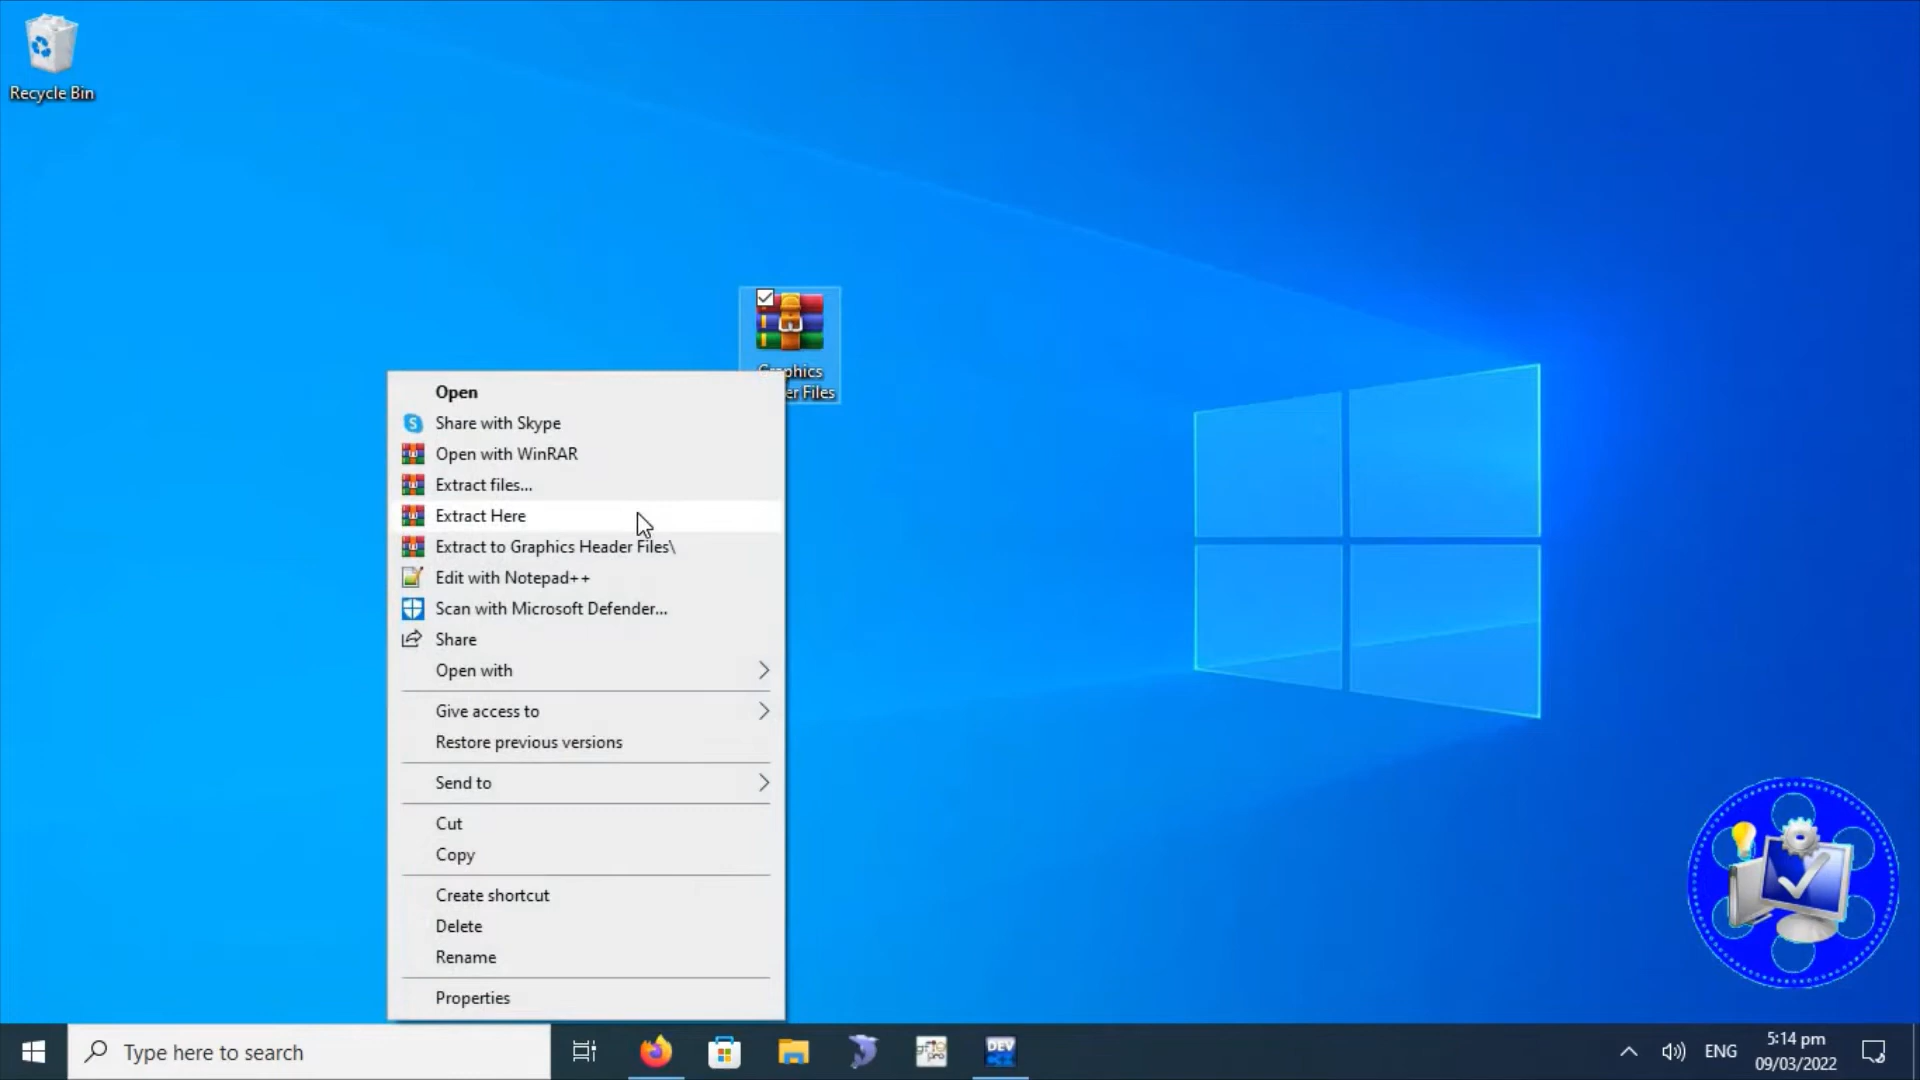 Recycle Bin
Graphics
er Files
Open
Share with Skype
Open with WinRAR
Extract files...
Extract Here
Extract to Graphics Header Files\
Edit with Notepad++
Scan with Microsoft Defender...
Share
Open with
Give access to
Restore previous versions
Send to
Cut
Copy
Create shortcut
Delete
Rename
Properties
Type here to search
DEV
ENG
5:14 pm
09/03/2022